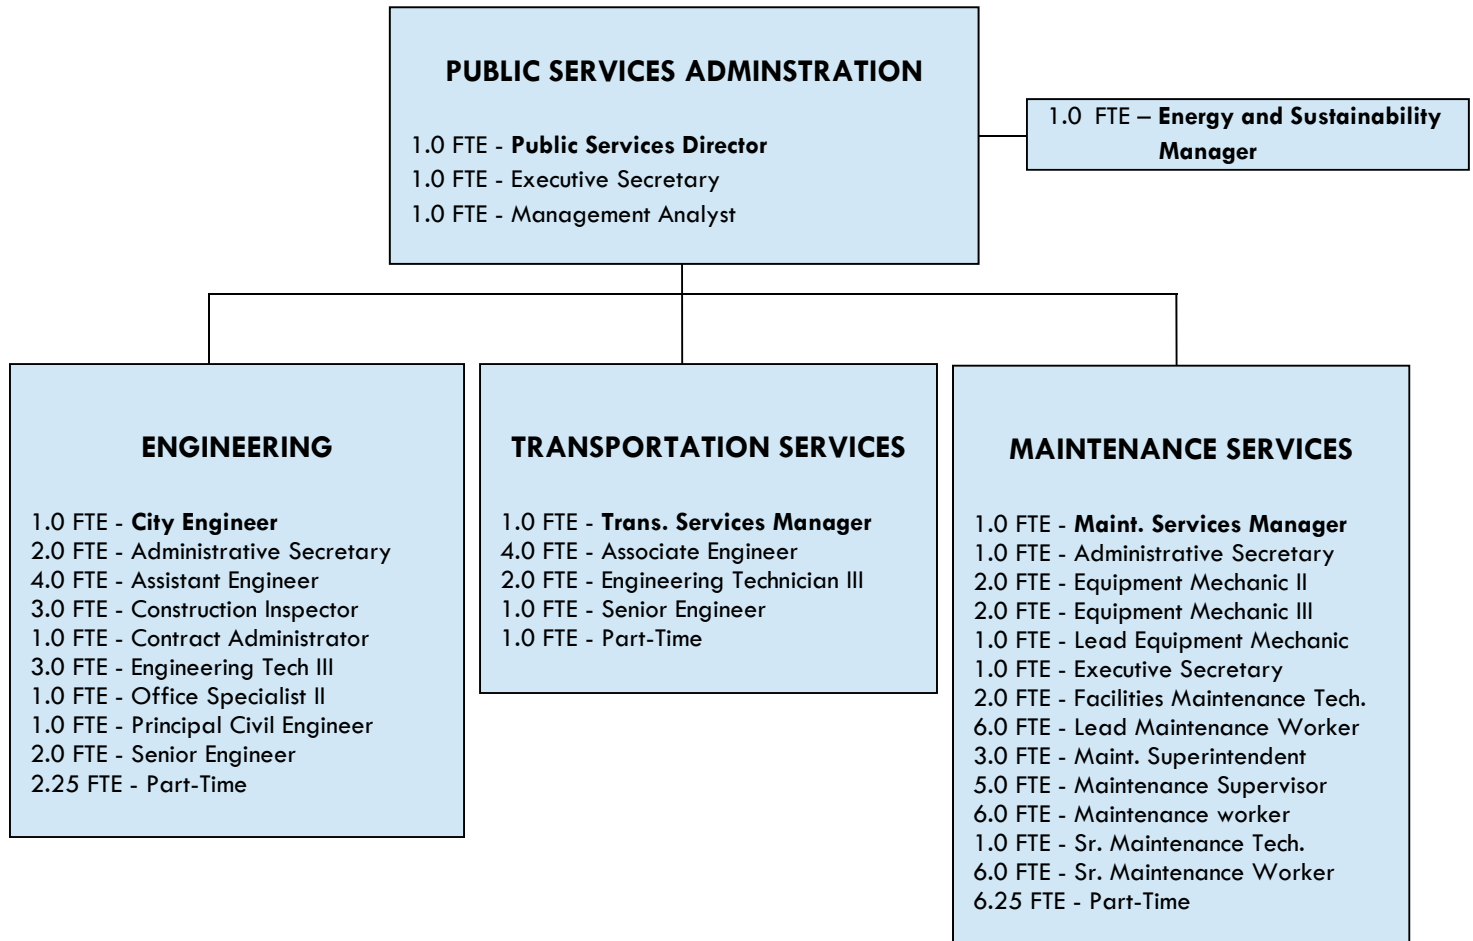 PUBLIC SERVICES ADMINSTRATION
1.0 FTE - Public Services Director
1.0 FTE - Executive Secretary
1.0 FTE - Management Analyst
1.0 FTE – Energy and Sustainability
Manager
ENGINEERING
1.0 FTE - City Engineer
2.0 FTE - Administrative Secretary
4.0 FTE - Assistant Engineer
3.0 FTE - Construction Inspector
1.0 FTE - Contract Administrator
3.0 FTE - Engineering Tech III
1.0 FTE - Office Specialist II
1.0 FTE - Principal Civil Engineer
2.0 FTE - Senior Engineer
2.25 FTE - Part-Time
TRANSPORTATION SERVICES
1.0 FTE - Trans. Services Manager
4.0 FTE - Associate Engineer
2.0 FTE - Engineering Technician III
1.0 FTE - Senior Engineer
1.0 FTE - Part-Time
MAINTENANCE SERVICES
1.0 FTE - Maint. Services Manager
1.0 FTE - Administrative Secretary
2.0 FTE - Equipment Mechanic II
2.0 FTE - Equipment Mechanic III
1.0 FTE - Lead Equipment Mechanic
1.0 FTE - Executive Secretary
2.0 FTE - Facilities Maintenance Tech.
6.0 FTE - Lead Maintenance Worker
3.0 FTE - Maint. Superintendent
5.0 FTE - Maintenance Supervisor
6.0 FTE - Maintenance worker
1.0 FTE - Sr. Maintenance Tech.
6.0 FTE - Sr. Maintenance Worker
6.25 FTE - Part-Time